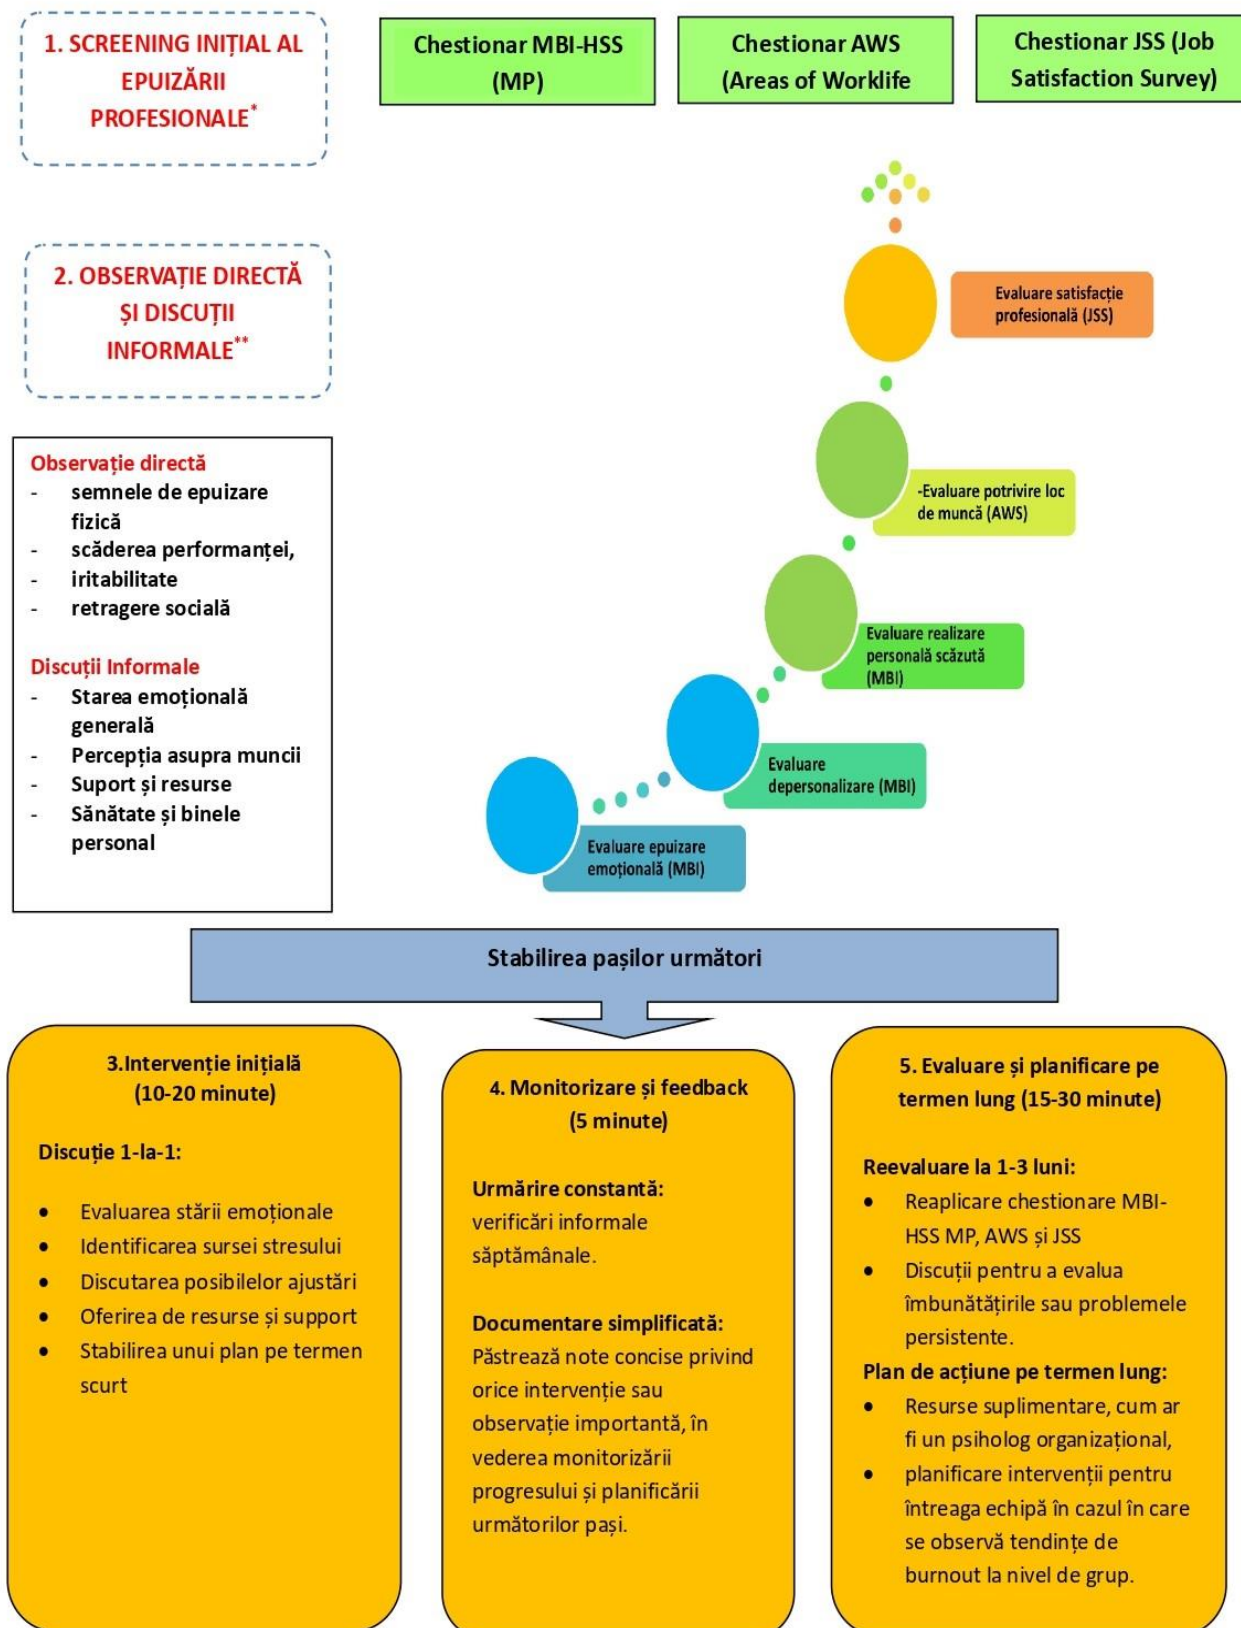 1. SCREENING INIȚIAL AL
EPUIZĂRII
PROFESIONALE*
Chestionar MBI-HSS
(MP)
Chestionar AWS
(Areas of Worklife
Chestionar JSS (Job
Satisfaction Survey)
2. OBSERVAȚIE DIRECTĂ
ȘI DISCUȚII
INFORMALE**
Observație directă
- semnele de epuizare
fizică
- scăderea performanței,
- iritabilitate
- retragere socială
Discuții Informale
- Starea emoțională
generală
- Percepția asupra muncii
- Suport și resurse
- Sănătate și binele
personal
Evaluare satisfacție
profesională (JSS)
-Evaluare potrivire loc
de muncă (AWS)
Evaluare realizare
personală scăzută
(MBI)
Evaluare
depersonalizare (MBI)
Evaluare epuizare
emoțională (MBI)
Stabilirea pașilor următori
3.Intervenție inițială
(10-20 minute)
Discuție 1-la-1:
• Evaluarea stării emoționale
• Identificarea sursei stresului
• Discutarea posibilelor ajustări
• Oferirea de resurse și support
• Stabilirea unui plan pe termen
scurt
4. Monitorizare și feedback
(5 minute)
Urmărire constantă:
verificări informale
săptămânale.
Documentare simplificată:
Păstrează note concise privind
orice intervenție sau
observație importantă, în
vederea monitorizării
progresului și planificării
următorilor pași.
5. Evaluare și planificare pe
termen lung (15-30 minute)
Reevaluare la 1-3 luni:
• Reaplicare chestionare MBI-
HSS MP, AWS și JSS
• Discuții pentru a evalua
îmbunătățirile sau problemele
persistente.
Plan de acțiune pe termen lung:
• Resurse suplimentare, cum ar
fi un psiholog organizațional,
• planificare intervenții pentru
întreaga echipă în cazul în care
se observă tendințe de
burnout la nivel de grup.